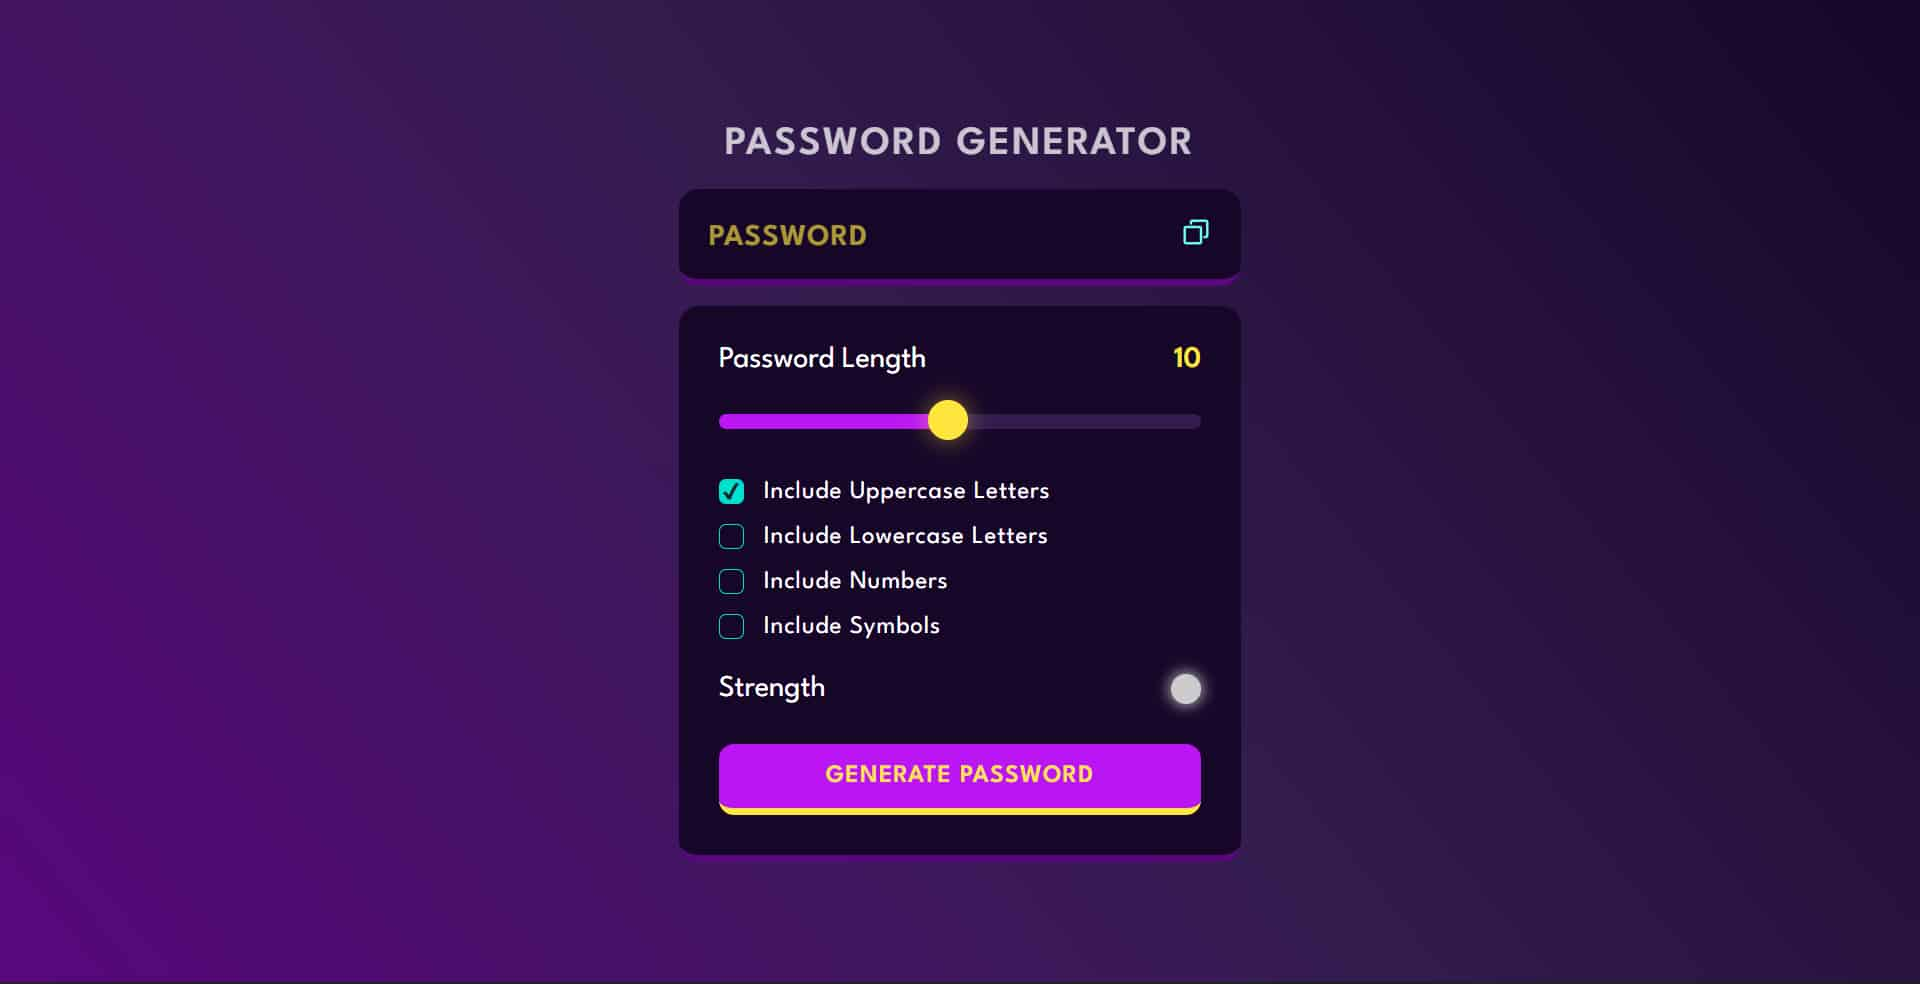 PASSWORD GENERATOR
PASSWORD
Password Length 10
Include Uppercase Letters
Include Lowercase Letters
Include Numbers
Include Symbols
Strength
GENERATE PASSWORD